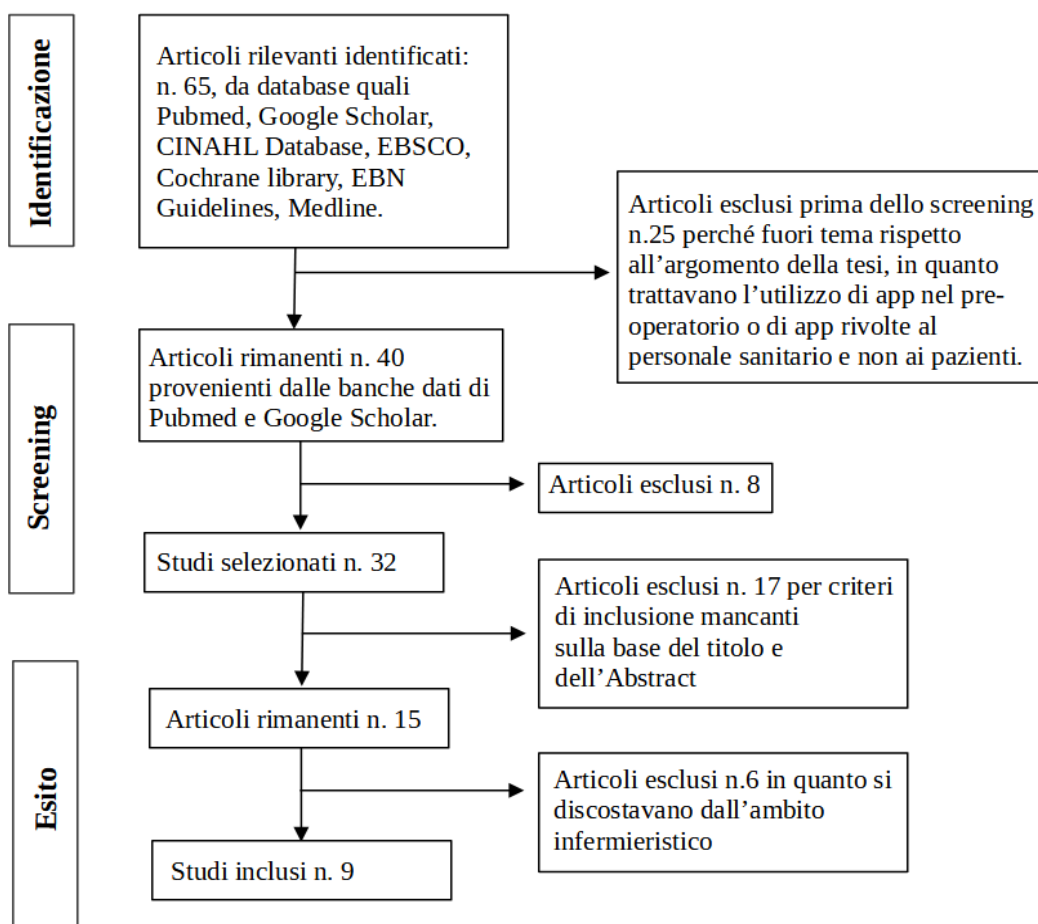 Identificazione
Articoli rilevanti identificati:
n. 65, da database quali
Pubmed, Google Scholar,
CINAHL Database, EBSCO,
Cochrane library, EBN
Guidelines, Medline.
Articoli esclusi prima dello screening
n.25 perché fuori tema rispetto
all’argomento della tesi, in quanto
trattavano l’utilizzo di app nel pre-
operatorio o di app rivolte al
personale sanitario e non ai pazienti.
Screening
Articoli rimanenti n. 40
provenienti dalle banche dati di
Pubmed e Google Scholar.
Articoli esclusi n. 8
Studi selezionati n. 32
Articoli esclusi n. 17 per criteri
di inclusione mancanti
sulla base del titolo e
dell’Abstract
Esito
Articoli rimanenti n. 15
Articoli esclusi n.6 in quanto si
discostavano dall’ambito
infermieristico
Studi inclusi n. 9